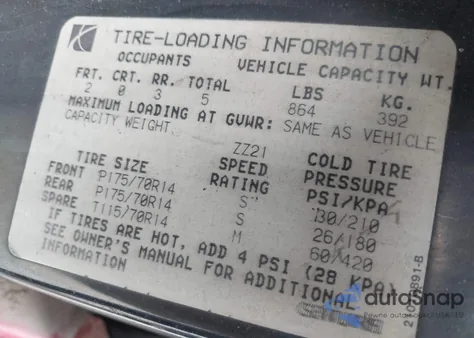 TIRE-LOADING INFORMATION
OCCUPANTS VEHICLE CAPACITY WT.
FRT. CRT. RR. TOTAL LBS KG.
2 0 3 5 864 392
MAXIMUM LOADING AT GVWR: SAME AS VEHICLE
CAPACITY WEIGHT
ZZ21
TIRE SIZE SPEED COLD TIRE
RATING PRESSURE
PSI/KPA
FRONT P175/70R14 S 30/210
REAR P175/70R14 S 26/180
SPARE T115/70R14 M 60/420
IF TIRES ARE HOT, ADD 4 PSI (28 KPA).
SEE OWNER'S MANUAL FOR ADDITIONAL
INFORMATION
autoSnap
Pewne automobile USA